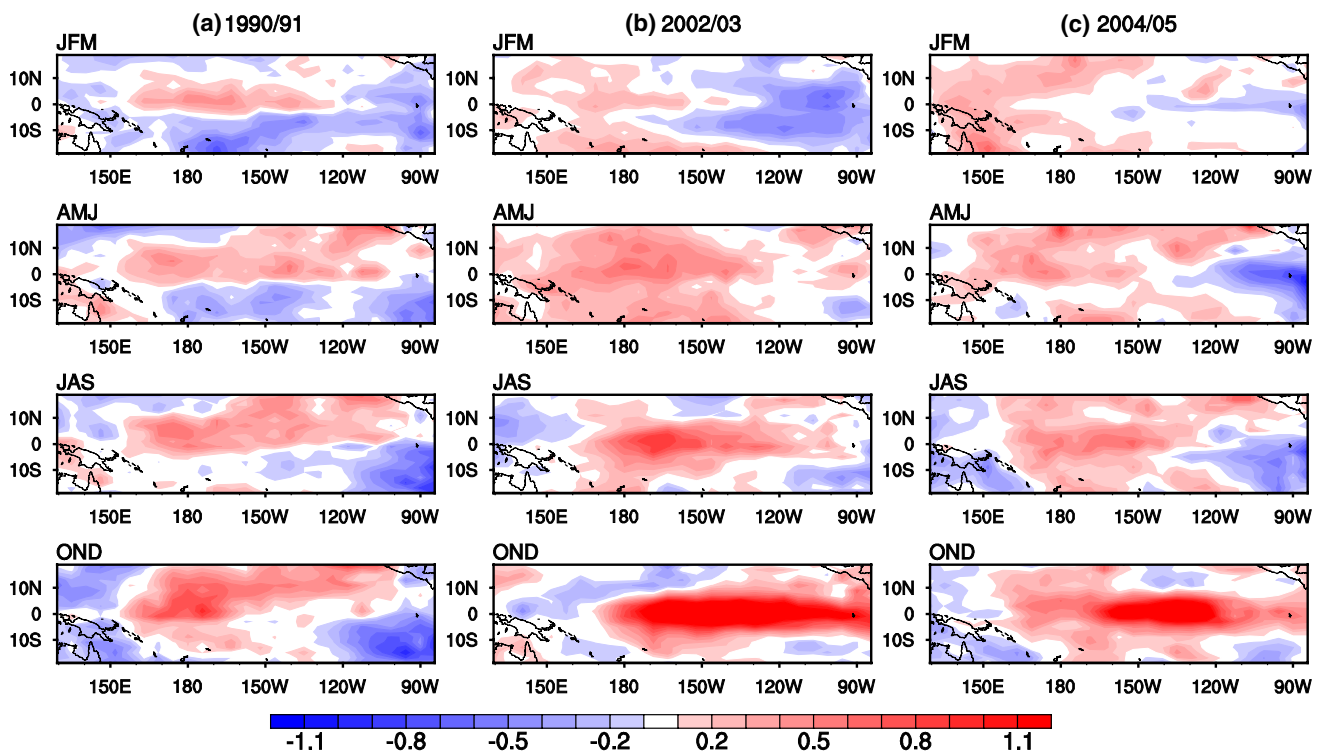 (a) 1990/91 (b) 2002/03 (c) 2004/05
JFM JFM JFM
10N 10N 10N
0 0 0
10S 10S 10S
150E 180 150W 120W 90W 150E 180 150W 120W 90W 150E 180 150W 120W 90W
AMJ AMJ AMJ
10N 10N 10N
0 0 0
10S 10S 10S
150E 180 150W 120W 90W 150E 180 150W 120W 90W 150E 180 150W 120W 90W
JAS JAS JAS
10N 10N 10N
0 0 0
10S 10S 10S
150E 180 150W 120W 90W 150E 180 150W 120W 90W 150E 180 150W 120W 90W
OND OND OND
10N 10N 10N
0 0 0
10S 10S 10S
150E 180 150W 120W 90W 150E 180 150W 120W 90W 150E 180 150W 120W 90W
-1.1 -0.8 -0.5 -0.2 0.2 0.5 0.8 1.1